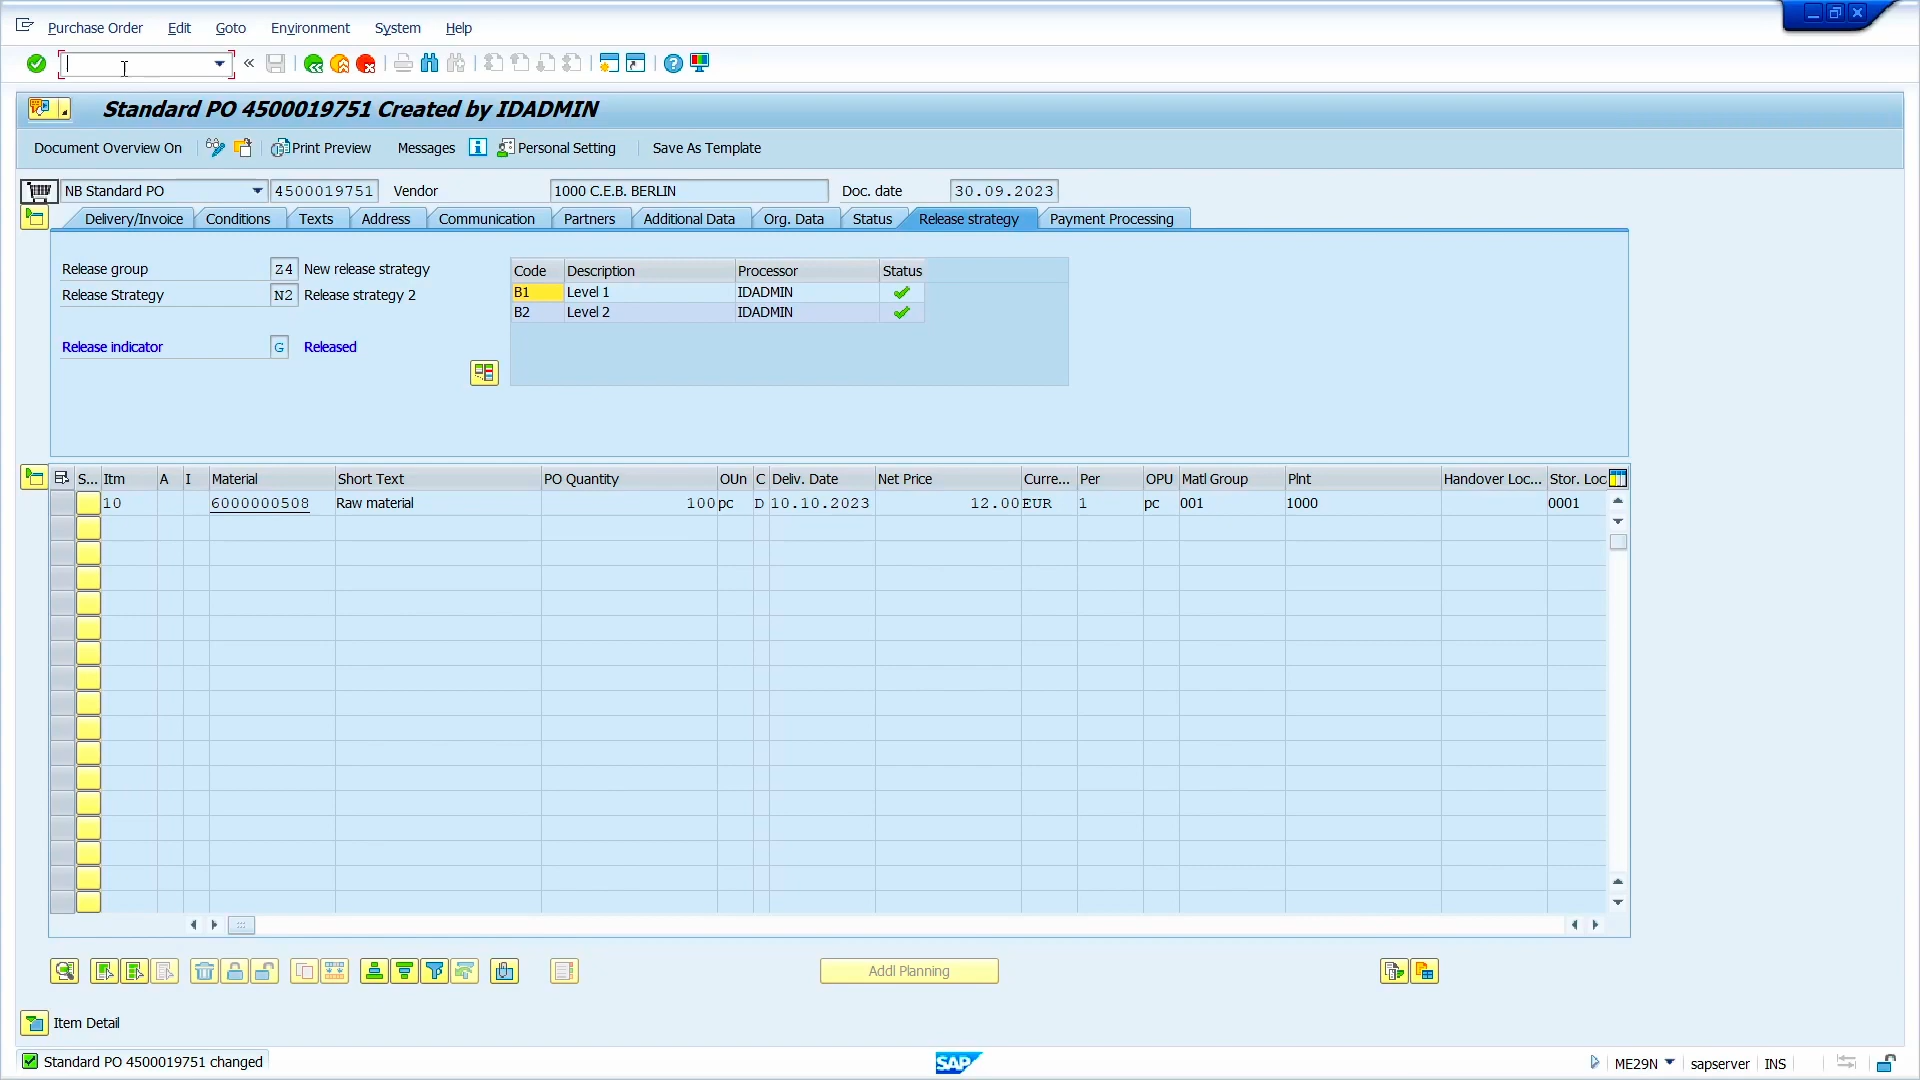 Purchase Order Edit Goto Environment System Help
Standard PO 4500019751 Created by IDADMIN
Document Overview On Print Preview Messages Personal Setting Save As Template
NB Standard PO 4500019751 Vendor 1000 C.E.B. BERLIN Doc. date 30.09.2023
Delivery/Invoice Conditions Texts Address Communication Partners Additional Data Org. Data Status Release strategy Payment Processing
Release group Z4 New release strategy
Release Strategy N2 Release strategy 2
Release indicator G Released
Code Description Processor Status
B1 Level 1 IDADMIN
B2 Level 2 IDADMIN
S... Itm A I Material Short Text PO Quantity OUn C Deliv. Date Net Price Curre... Per OPU Matl Group Plnt Handover Loc... Stor. Loc
10 6000000508 Raw material 100 pc D 10.10.2023 12.00 EUR 1 pc 001 1000 0001
Addl Planning
Item Detail
Standard PO 4500019751 changed SAP ME29N sapserver INS